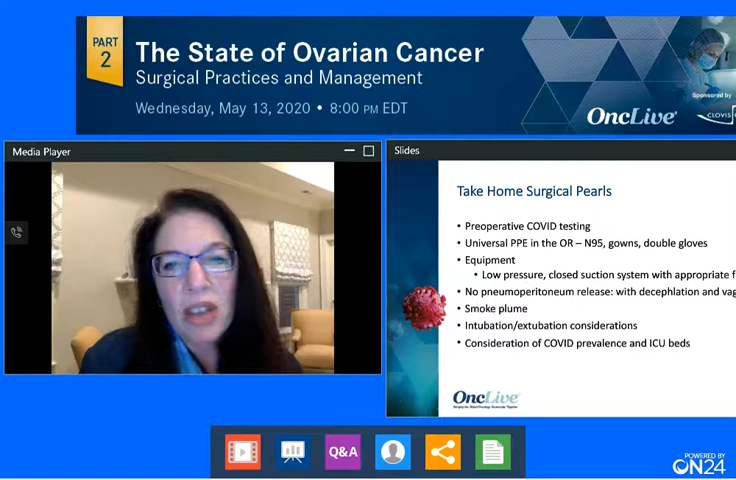 PART
2
The State of Ovarian Cancer
Surgical Practices and Management
Wednesday, May 13, 2020 • 8:00 PM EDT
Sponsored by
OncLive®
CLOVIS
Media Player
Slides
Take Home Surgical Pearls
• Preoperative COVID testing
• Universal PPE in the OR – N95, gowns, double gloves
• Equipment
• Low pressure, closed suction system with appropriate f
• No pneumoperitoneum release: with decephlation and vag
• Smoke plume
• Intubation/extubation considerations
• Consideration of COVID prevalence and ICU beds
OncLive®
Q&A
POWERED BY
ON24